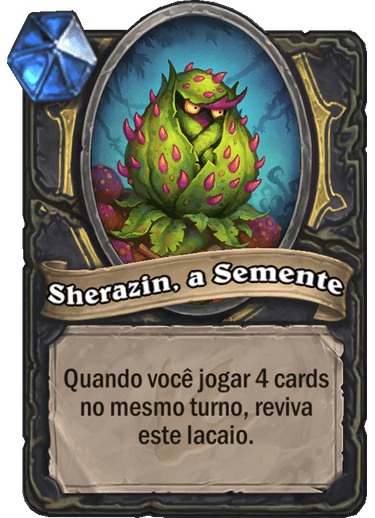 Sherazin, a Semente
Quando você jogar 4 cards
no mesmo turno, reviva
este lacaio.